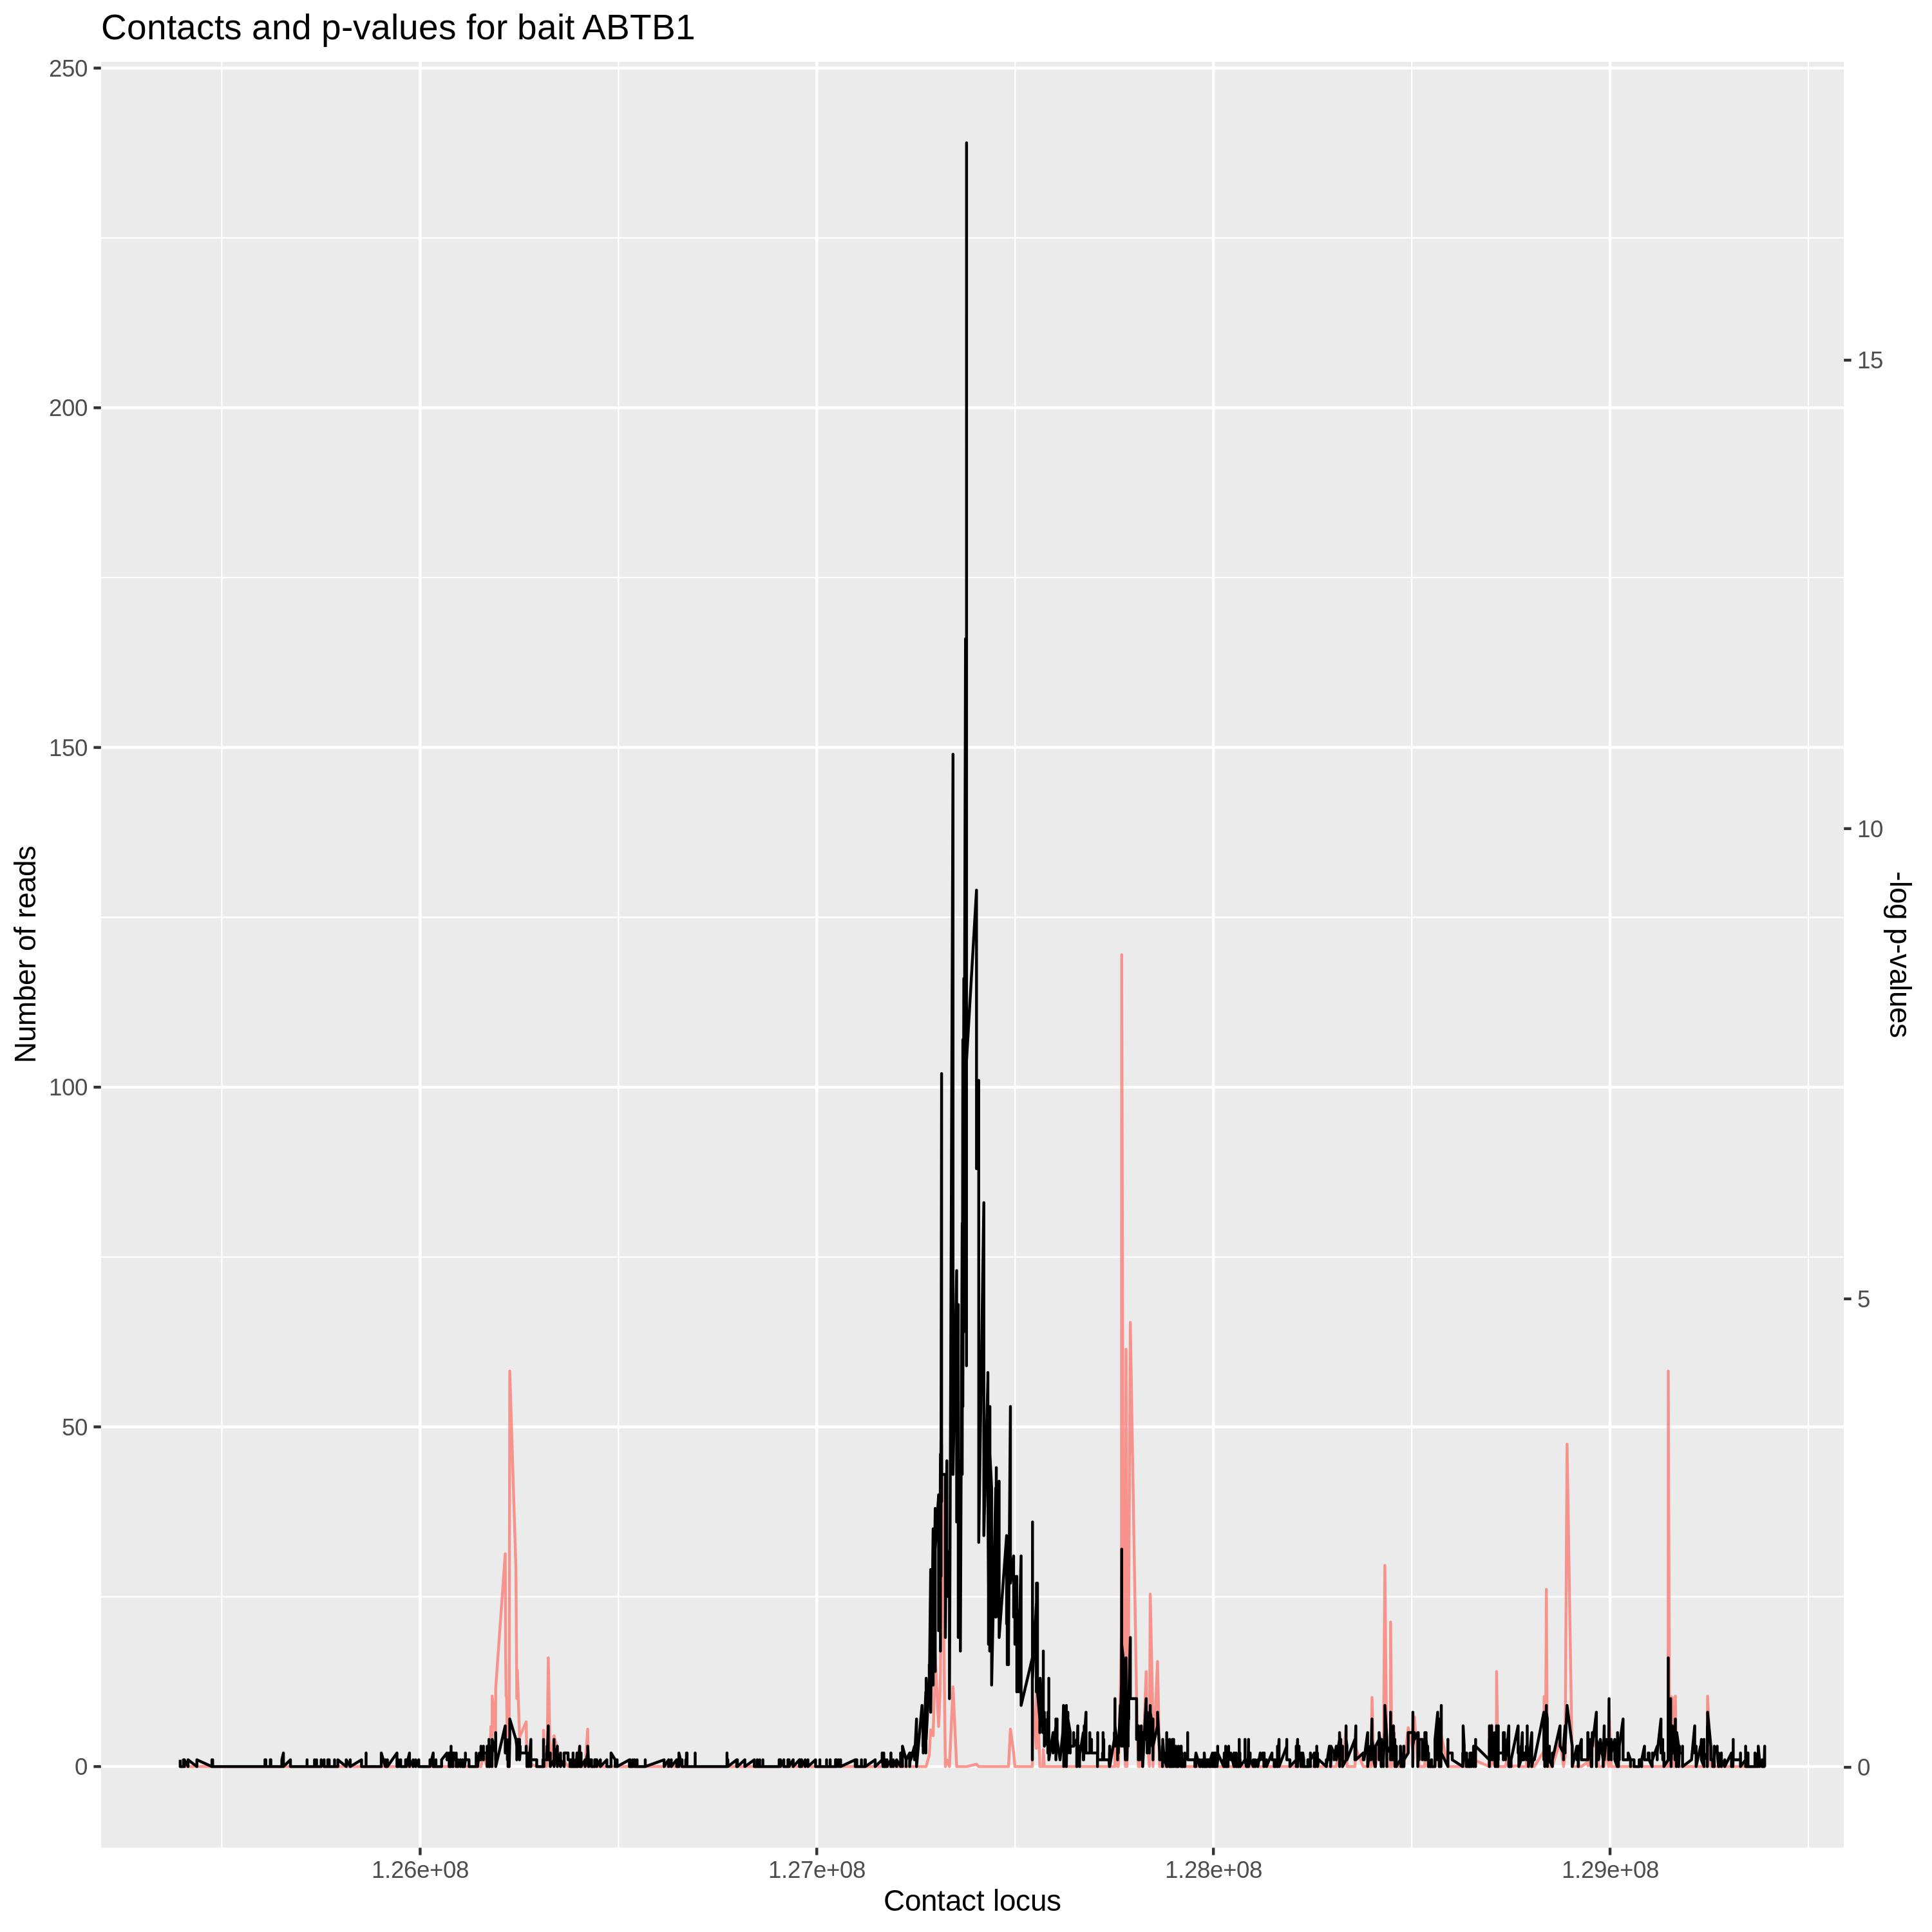 Contacts and p-values for bait ABTB1
250
200
150
100
50
0
Number of reads
15
10
5
0
-log p-values
1.26e+08
1.27e+08
1.28e+08
1.29e+08
Contact locus